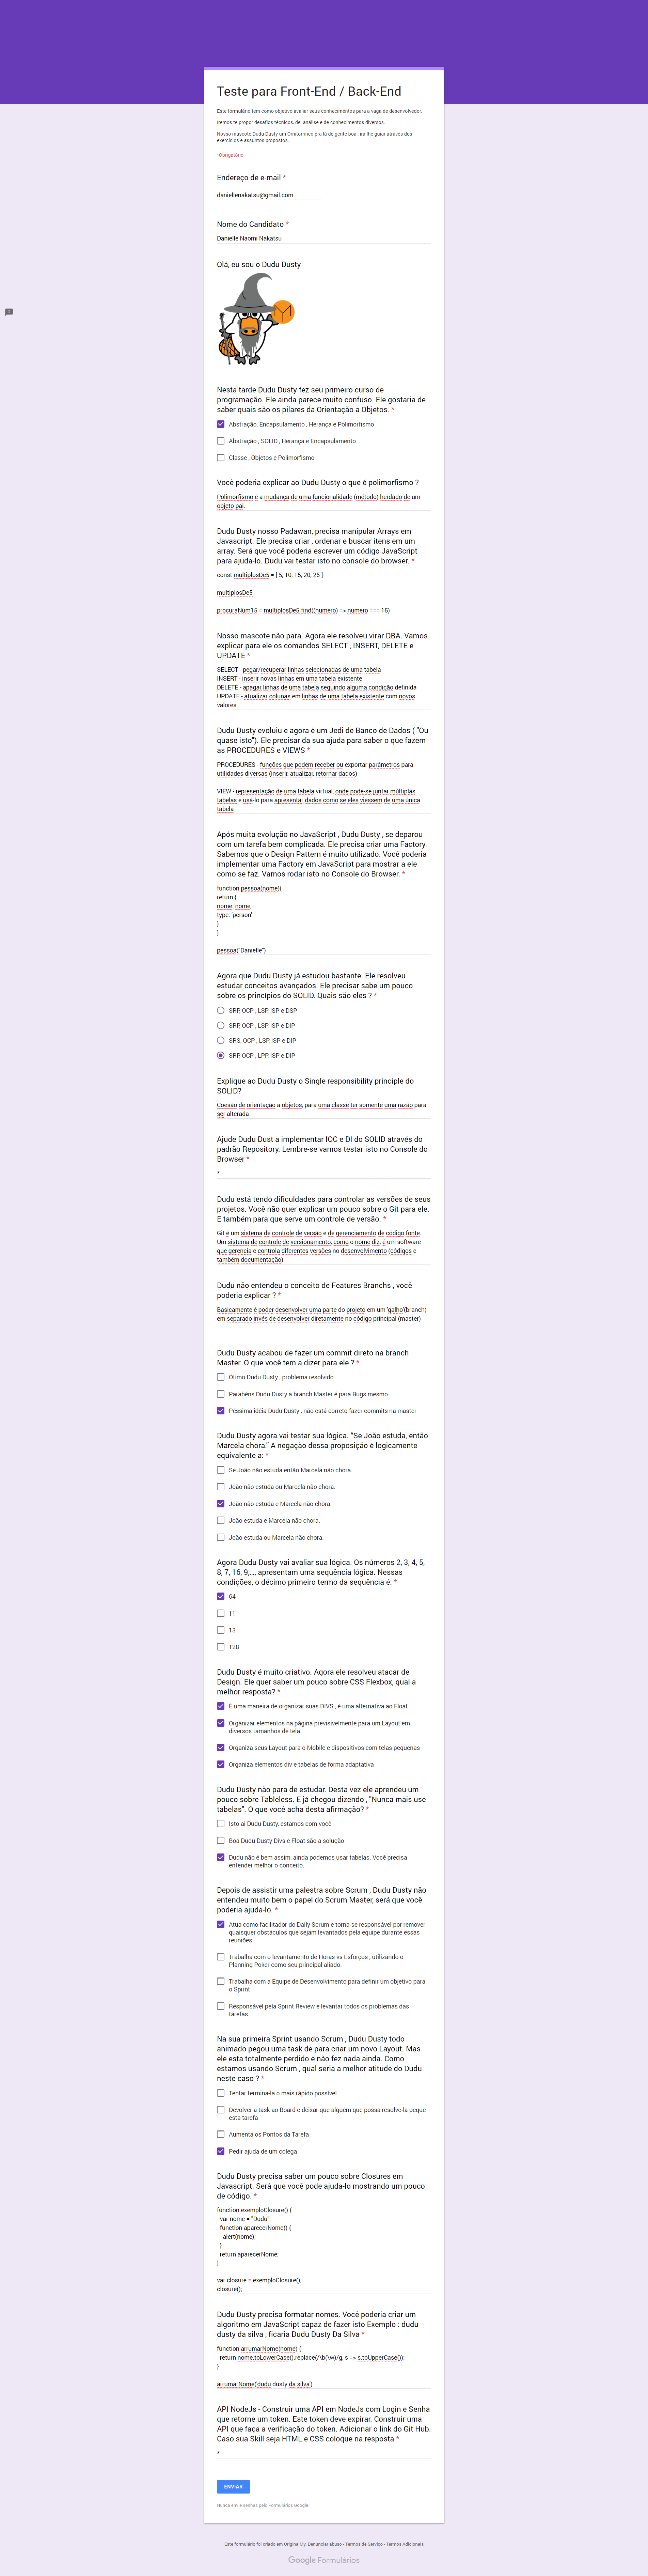 Teste para Front-End / Back-End
Este formulário tem como objetivo avaliar seus conhecimentos para a vaga de desenvolvedor.
Iremos te propor desafios técnicos, de análise e de conhecimentos diversos.
Nosso mascote Dudu Dusty um Ornitorrinco pra lá de gente boa , ira lhe guiar através dos
exercícios e assuntos propostos.
*Obrigatório
Endereço de e-mail *
daniellenakatsu@gmail.com
Nome do Candidato *
Danielle Naomi Nakatsu
Olá, eu sou o Dudu Dusty
Nesta tarde Dudu Dusty fez seu primeiro curso de
programação. Ele ainda parece muito confuso. Ele gostaria de
saber quais são os pilares da Orientação a Objetos. *
Abstração, Encapsulamento , Herança e Polimorfismo
Abstração , SOLID , Herança e Encapsulamento
Classe , Objetos e Polimorfismo
Você poderia explicar ao Dudu Dusty o que é polimorfismo ?
Polimorfismo é a mudança de uma funcionalidade (método) herdado de um
objeto pai.
Dudu Dusty nosso Padawan, precisa manipular Arrays em
Javascript. Ele precisa criar , ordenar e buscar itens em um
array. Será que você poderia escrever um código JavaScript
para ajuda-lo. Dudu vai testar isto no console do browser. *
const multiplosDe5 = [ 5, 10, 15, 20, 25 ]
multiplosDe5
procuraNum15 = multiplosDe5.find((numero) => numero === 15)
Nosso mascote não para. Agora ele resolveu virar DBA. Vamos
explicar para ele os comandos SELECT , INSERT, DELETE e
UPDATE *
SELECT - pegar/recuperar linhas selecionadas de uma tabela
INSERT - inserir novas linhas em uma tabela existente
DELETE - apagar linhas de uma tabela seguindo alguma condição definida
UPDATE - atualizar colunas em linhas de uma tabela existente com novos
valores
Dudu Dusty evoluiu e agora é um Jedi de Banco de Dados ( "Ou
quase isto"). Ele precisar da sua ajuda para saber o que fazem
as PROCEDURES e VIEWS *
PROCEDURES - funções que podem receber ou exportar parâmetros para
utilidades diversas (inserir, atualizar, retornar dados)
VIEW - representação de uma tabela virtual, onde pode-se juntar múltiplas
tabelas e usá-lo para apresentar dados como se eles viessem de uma única
tabela
Após muita evolução no JavaScript , Dudu Dusty , se deparou
com um tarefa bem complicada. Ele precisa criar uma Factory.
Sabemos que o Design Pattern é muito utilizado. Você poderia
implementar uma Factory em JavaScript para mostrar a ele
como se faz. Vamos rodar isto no Console do Browser. *
function pessoa(nome){
return {
nome: nome,
type: 'person'
}
}
pessoa("Danielle")
Agora que Dudu Dusty já estudou bastante. Ele resolveu
estudar conceitos avançados. Ele precisar sabe um pouco
sobre os princípios do SOLID. Quais são eles ? *
SRP, OCP , LSP, ISP e DSP
SRP, OCP , LSP, ISP e DIP
SRS, OCP , LSP, ISP e DIP
SRP, OCP , LPP, ISP e DIP
Explique ao Dudu Dusty o Single responsibility principle do
SOLID?
Coesão de orientação a objetos, para uma classe ter somente uma razão para
ser alterada
Ajude Dudu Dust a implementar IOC e DI do SOLID através do
padrão Repository. Lembre-se vamos testar isto no Console do
Browser *
*
Dudu está tendo dificuldades para controlar as versões de seus
projetos. Você não quer explicar um pouco sobre o Git para ele.
E também para que serve um controle de versão. *
Git é um sistema de controle de versão e de gerenciamento de código fonte.
Um sistema de controle de versionamento, como o nome diz, é um software
que gerencia e controla diferentes versões no desenvolvimento (códigos e
também documentação)
Dudu não entendeu o conceito de Features Branchs , você
poderia explicar ? *
Basicamente é poder desenvolver uma parte do projeto em um 'galho'(branch)
em separado invés de desenvolver diretamente no código principal (master)
Dudu Dusty acabou de fazer um commit direto na branch
Master. O que você tem a dizer para ele ? *
Ótimo Dudu Dusty , problema resolvido
Parabéns Dudu Dusty a branch Master é para Bugs mesmo.
Péssima idéia Dudu Dusty , não está correto fazer commits na master
Dudu Dusty agora vai testar sua lógica. “Se João estuda, então
Marcela chora.” A negação dessa proposição é logicamente
equivalente a: *
Se João não estuda então Marcela não chora.
João não estuda ou Marcela não chora.
João não estuda e Marcela não chora.
João estuda e Marcela não chora.
João estuda ou Marcela não chora.
Agora Dudu Dusty vai avaliar sua lógica. Os números 2, 3, 4, 5,
8, 7, 16, 9,..., apresentam uma sequência lógica. Nessas
condições, o décimo primeiro termo da sequência é: *
64
11
13
128
Dudu Dusty é muito criativo. Agora ele resolveu atacar de
Design. Ele quer saber um pouco sobre CSS Flexbox, qual a
melhor resposta? *
É uma maneira de organizar suas DIVS , é uma alternativa ao Float
Organizar elementos na página previsivelmente para um Layout em
diversos tamanhos de tela.
Organiza seus Layout para o Mobile e dispositivos com telas pequenas
Organiza elementos div e tabelas de forma adaptativa
Dudu Dusty não para de estudar. Desta vez ele aprendeu um
pouco sobre Tableless. E já chegou dizendo , "Nunca mais use
tabelas". O que você acha desta afirmação? *
Isto aí Dudu Dusty, estamos com você
Boa Dudu Dusty Divs e Float são a solução
Dudu não é bem assim, ainda podemos usar tabelas. Você precisa
entender melhor o conceito.
Depois de assistir uma palestra sobre Scrum , Dudu Dusty não
entendeu muito bem o papel do Scrum Master, será que você
poderia ajuda-lo. *
Atua como facilitador do Daily Scrum e torna-se responsável por remover
quaisquer obstáculos que sejam levantados pela equipe durante essas
reuniões.
Trabalha com o levantamento de Horas vs Esforços , utilizando o
Planning Poker como seu principal aliado.
Trabalha com a Equipe de Desenvolvimento para definir um objetivo para
o Sprint
Responsável pela Sprint Review e levantar todos os problemas das
tarefas.
Na sua primeira Sprint usando Scrum , Dudu Dusty todo
animado pegou uma task de para criar um novo Layout. Mas
ele esta totalmente perdido e não fez nada ainda. Como
estamos usando Scrum , qual seria a melhor atitude do Dudu
neste caso ? *
Tentar termina-la o mais rápido possível
Devolver a task ao Board e deixar que alguém que possa resolve-la peque
esta tarefa
Aumenta os Pontos da Tarefa
Pedir ajuda de um colega
Dudu Dusty precisa saber um pouco sobre Closures em
Javascript. Será que você pode ajuda-lo mostrando um pouco
de código. *
function exemploClosure() {
var nome = "Dudu";
function aparecerNome() {
alert(nome);
}
return aparecerNome;
}
var closure = exemploClosure();
closure();
Dudu Dusty precisa formatar nomes. Você poderia criar um
algoritmo em JavaScript capaz de fazer isto Exemplo : dudu
dusty da silva , ficaria Dudu Dusty Da Silva *
function arrumarNome(nome) {
return nome.toLowerCase().replace(/\b(\w)/g, s => s.toUpperCase());
}
arrumarNome('dudu dusty da silva')
API NodeJs - Construir uma API em NodeJs com Login e Senha
que retorne um token. Este token deve expirar. Construir uma
API que faça a verificação do token. Adicionar o link do Git Hub.
Caso sua Skill seja HTML e CSS coloque na resposta *
*
ENVIAR
Nunca envie senhas pelo Formulários Google.
Este formulário foi criado em OriginalMy. Denunciar abuso - Termos de Serviço - Termos Adicionais
Google Formulários